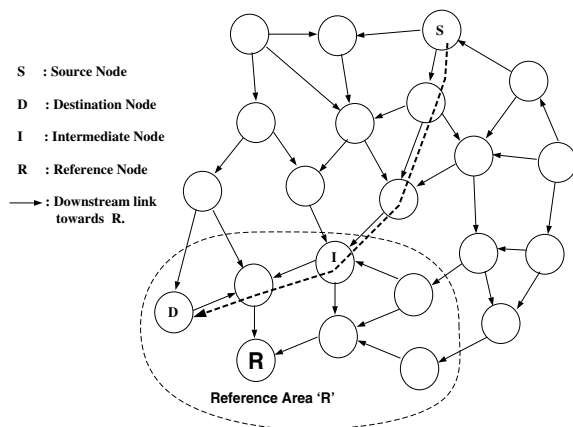 S : Source Node
D : Destination Node
I : Intermediate Node
R : Reference Node
: Downstream link
towards R.
S
I
D
R
Reference Area ‘R’